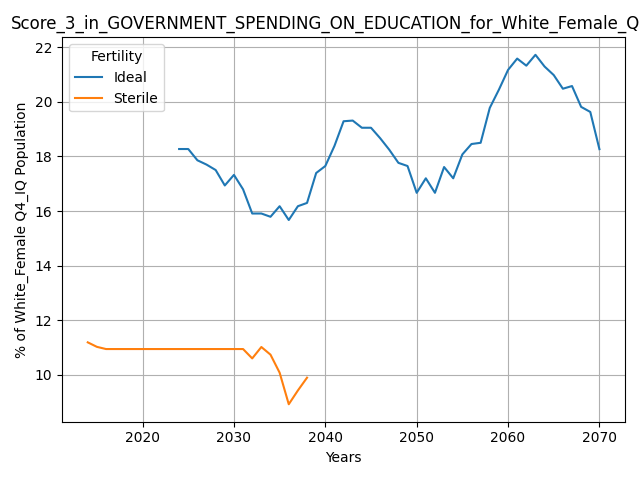 Score_3_in_GOVERNMENT_SPENDING_ON_EDUCATION_for_White_Female_Q
Fertility
Ideal
Sterile
% of White_Female Q4_IQ Population
22
20
18
16
14
12
10
2020 2030 2040 2050 2060 2070
Years